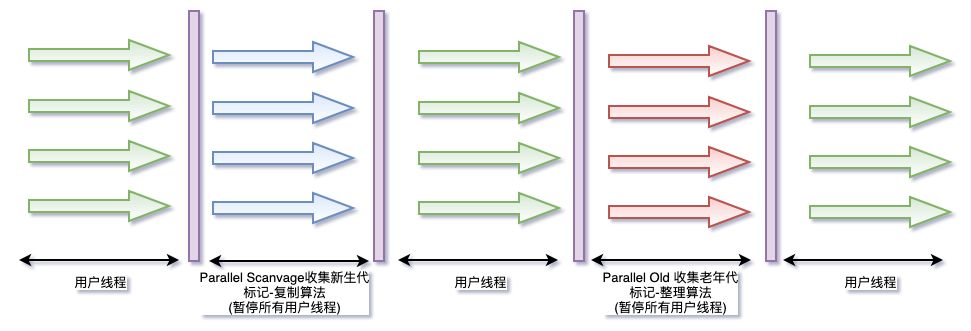 用户线程
Parallel Scanvage收集新生代
标记-复制算法
(暂停所有用户线程)
用户线程
Parallel Old 收集老年代
标记-整理算法
(暂停所有用户线程)
用户线程